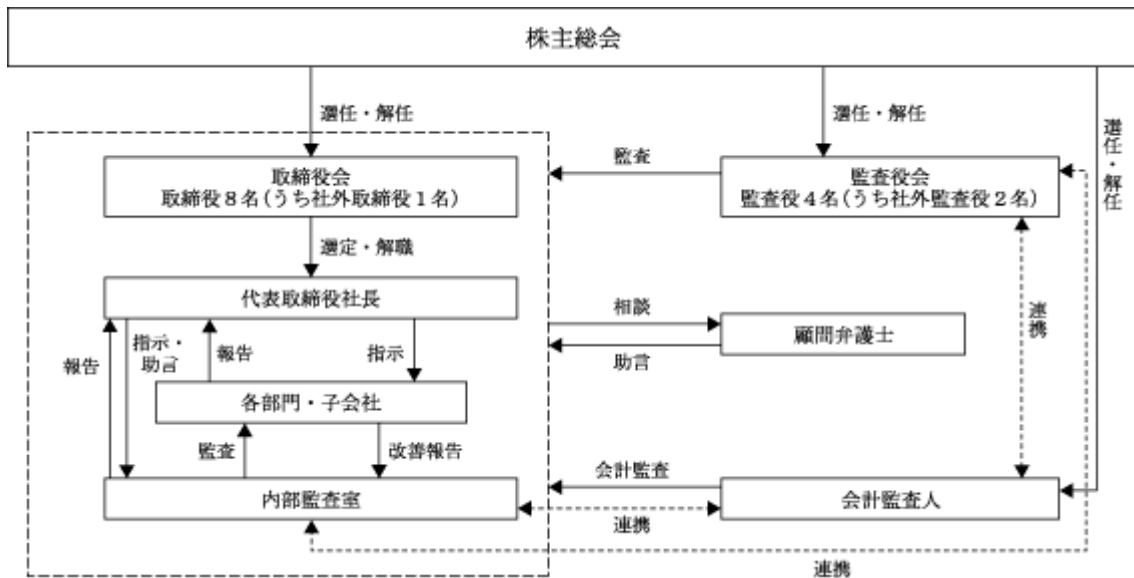 株主総会
選任・解任
選任・解任
選任・解任
取締役会
取締役8名(うち社外取締役1名)
監査
監査役会
監査役4名(うち社外監査役2名)
選定・解職
代表取締役社長
相談
顧問弁護士
助言
連携
報告
指示・
助言
報告
指示
各部門・子会社
監査
改善報告
会計監査
内部監査室
会計監査人
連携
連携